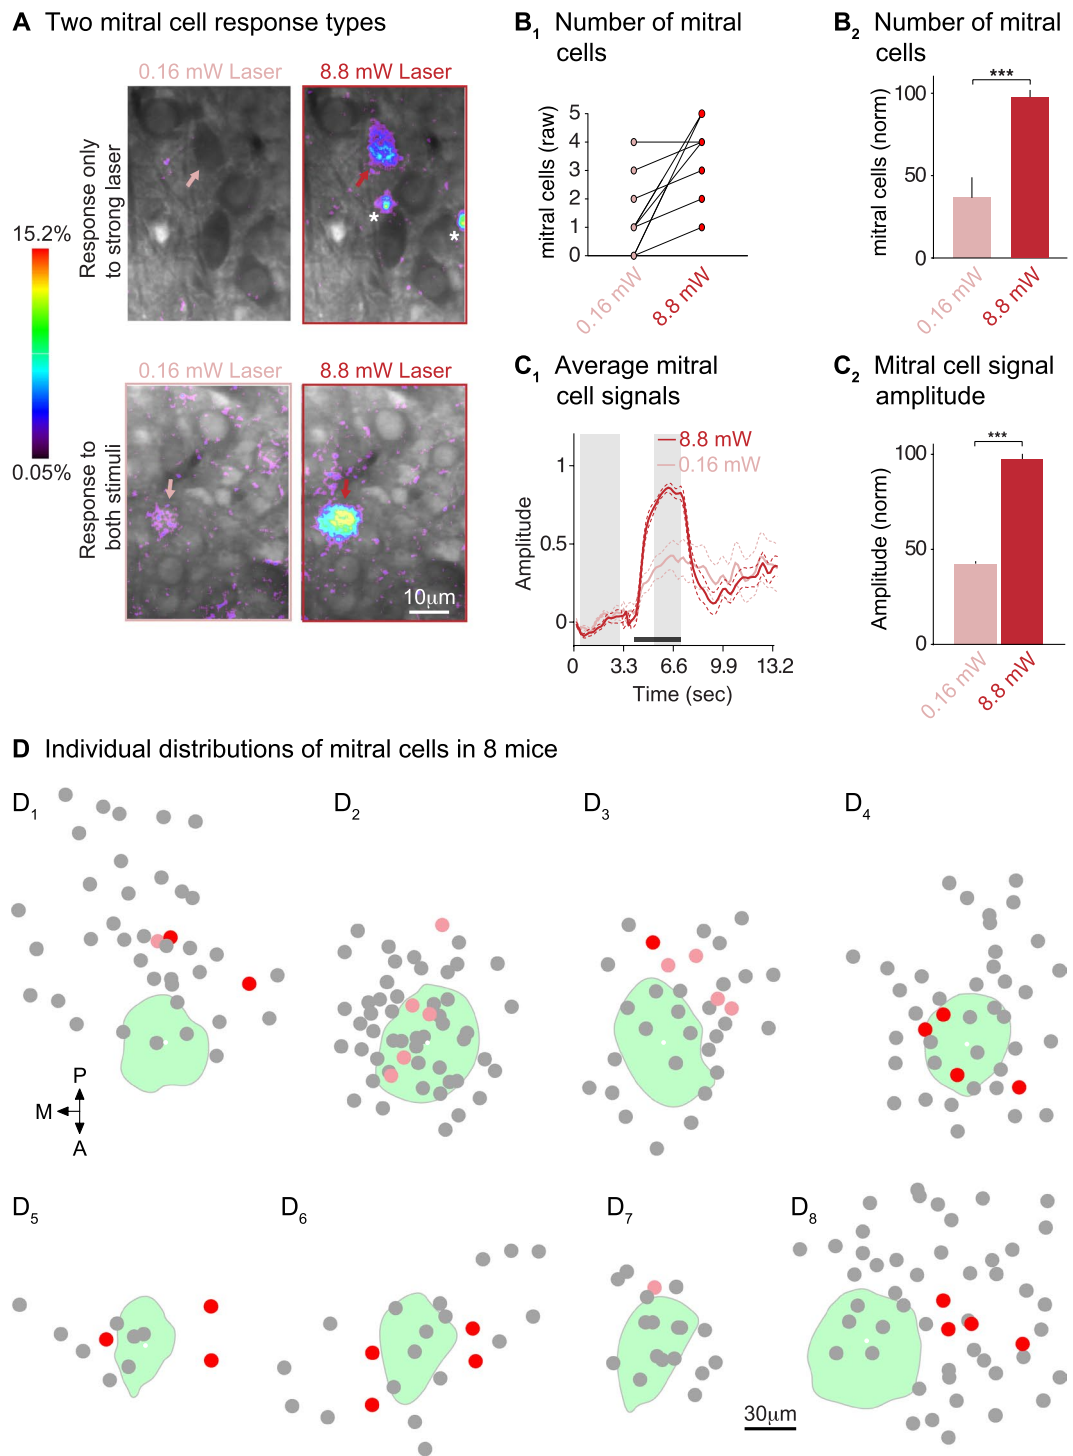 A Two mitral cell response types
0.16 mW Laser
8.8 mW Laser
Response only
to strong laser
15.2%
0.05%
0.16 mW Laser
8.8 mW Laser
Response to
both stimuli
* *
10μm
B1 Number of mitral
cells
mitral cells (raw)
5
4
3
2
1
0
0.16 mW
8.8 mW
B2 Number of mitral
cells
mitral cells (norm)
100
50
0
***
0.16 mW
8.8 mW
C1 Average mitral
cell signals
8.8 mW
0.16 mW
Amplitude
1
0.5
0
0 3.3 6.6 9.9 13.2
Time (sec)
C2 Mitral cell signal
amplitude
Amplitude (norm)
100
50
0
***
0.16 mW
8.8 mW
D Individual distributions of mitral cells in 8 mice
D1
D2
D3
D4
P
M
A
D5
D6
D7
D8
30μm